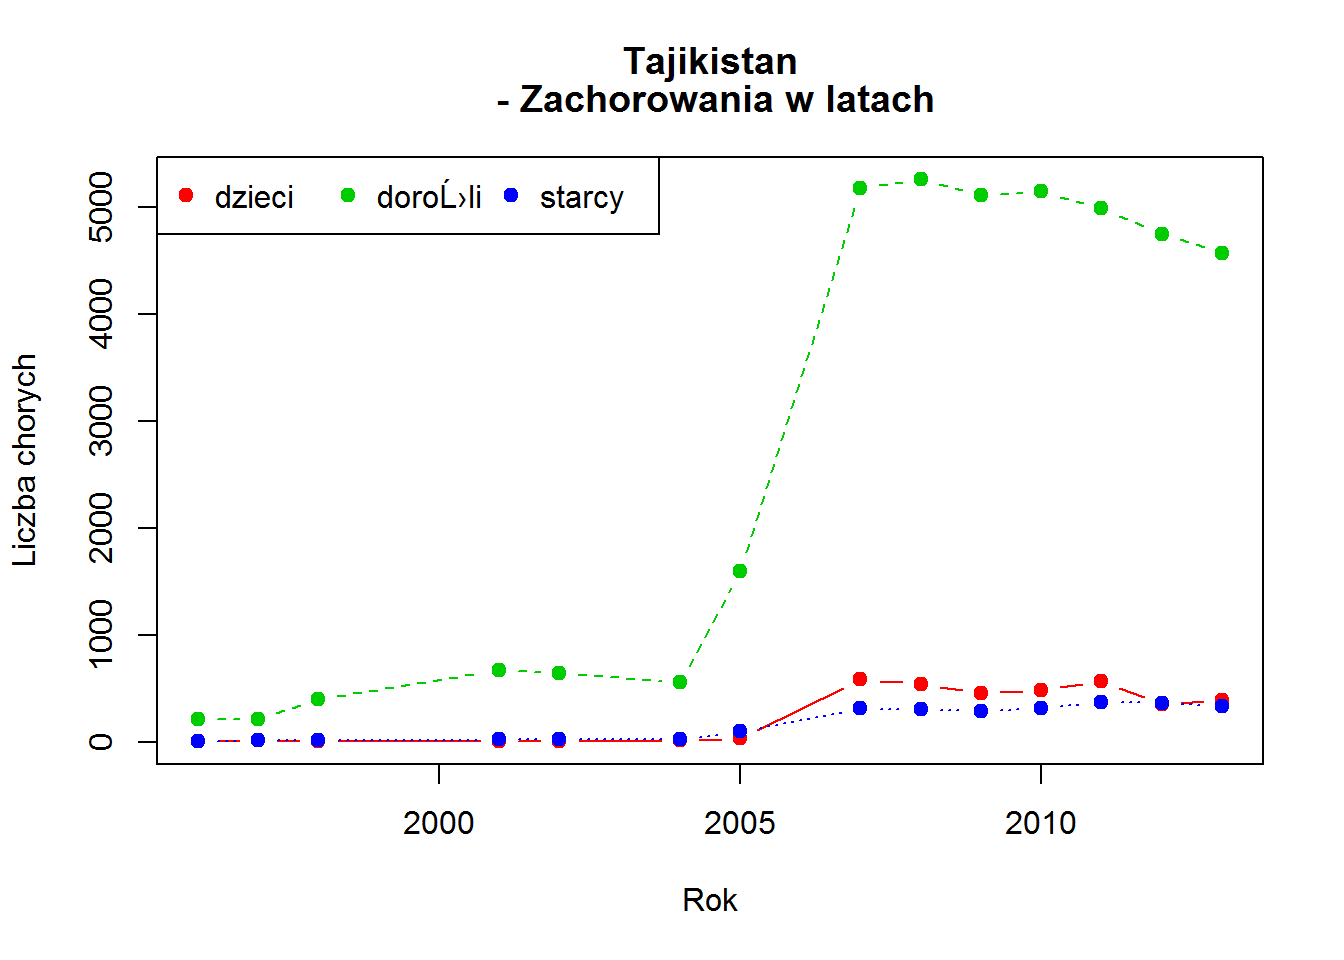 Tajikistan
- Zachorowania w latach
dzieci doroĹ›li starcy
5000
4000
3000
2000
1000
0
Liczba chorych
2000 2005 2010
Rok